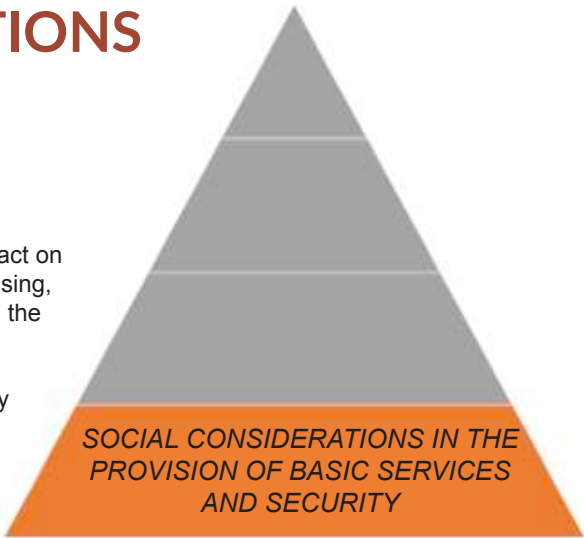 TIONS
act on
sing,
the
y
SOCIAL CONSIDERATIONS IN THE
PROVISION OF BASIC SERVICES
AND SECURITY